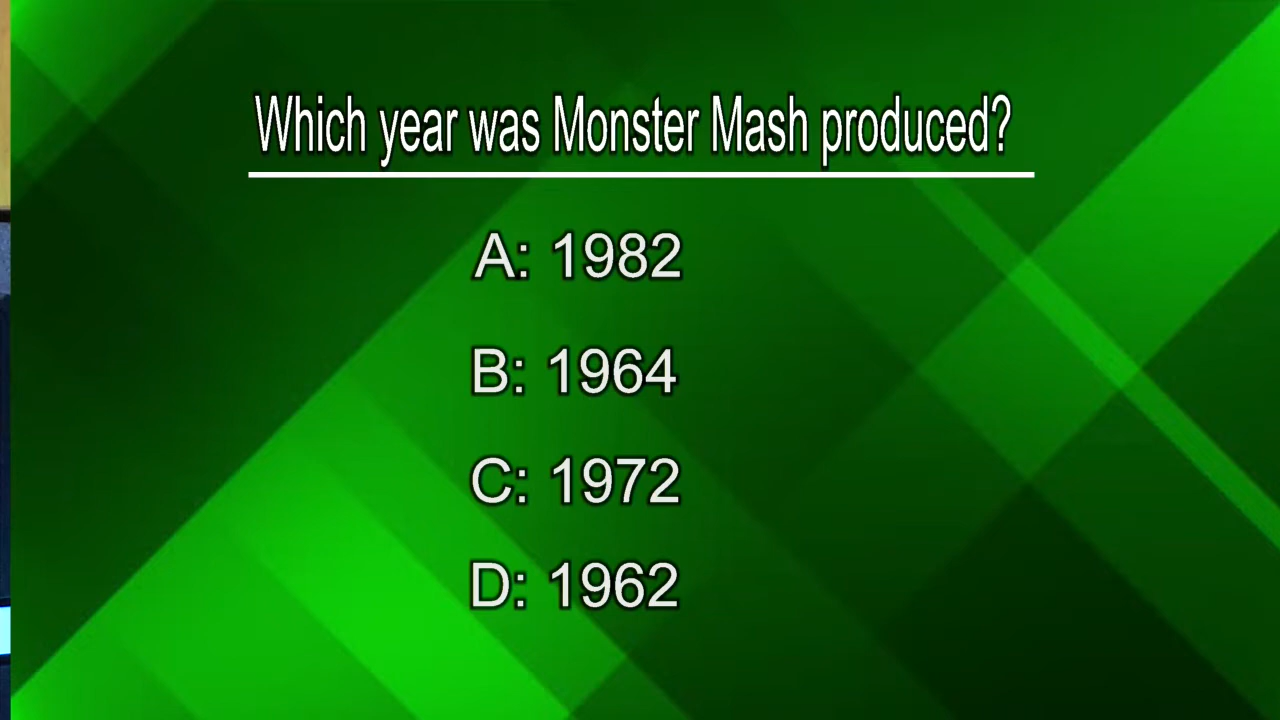 Which year was Monster Mash produced?
A: 1982
B: 1964
C: 1972
D: 1962